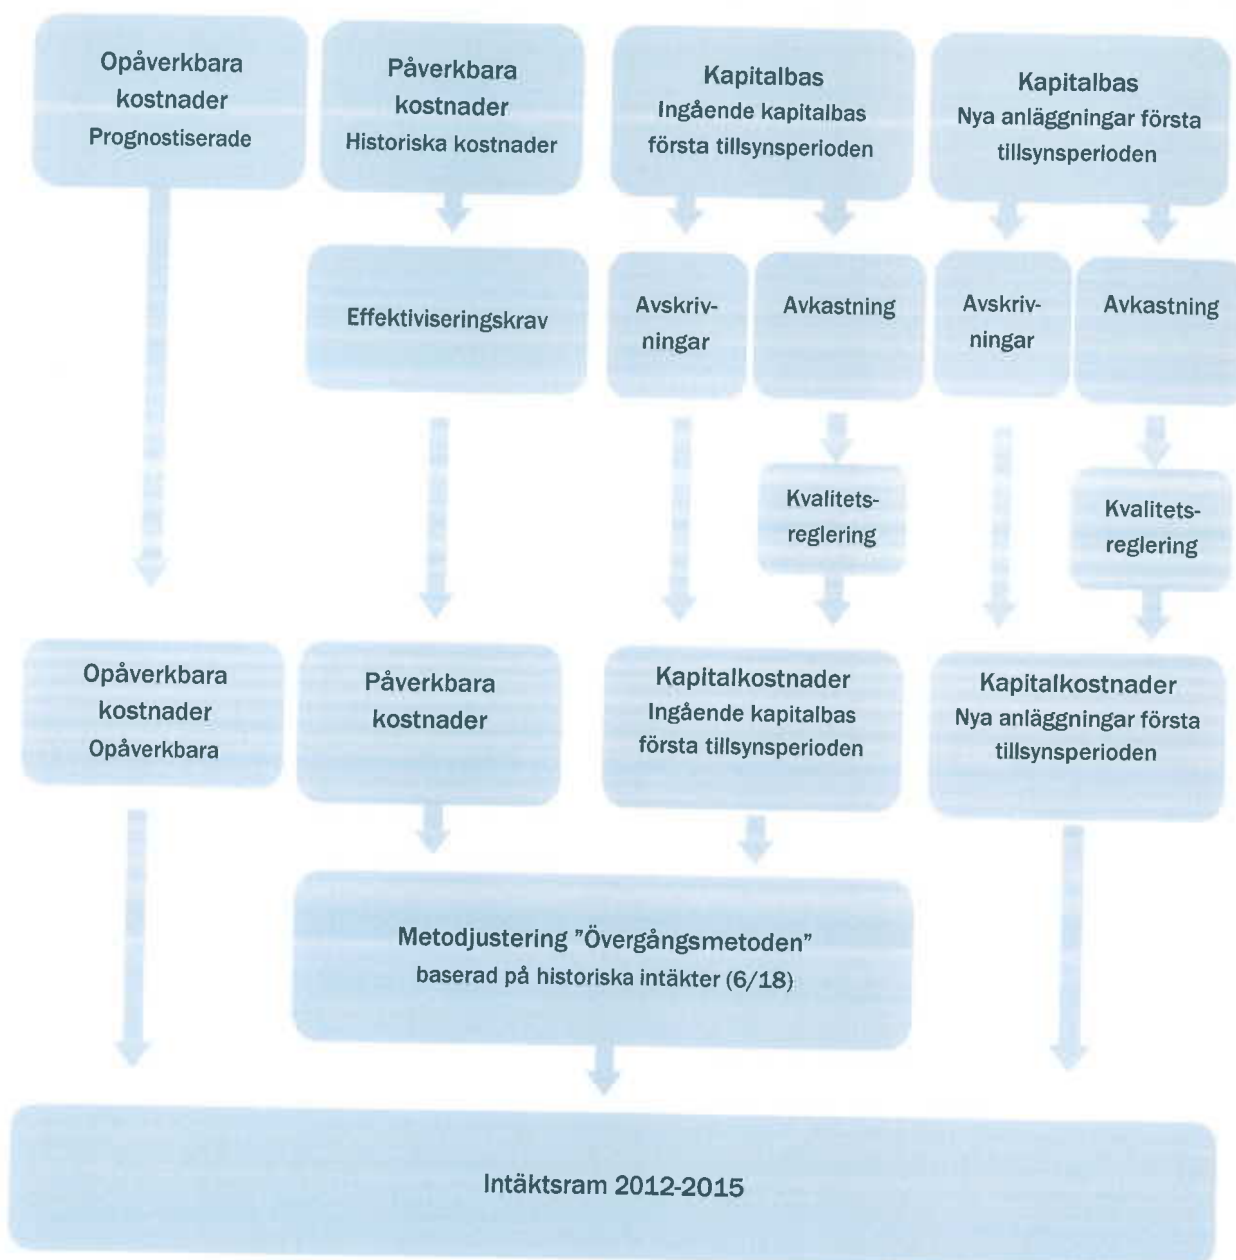 Opåverkbara
kostnader
Prognostiserade
Påverkbara
kostnader
Historiska kostnader
Kapitalbas
Ingående kapitalbas
första tillsynsperioden
Kapitalbas
Nya anläggningar första
tillsynsperioden
Effektiviseringskrav
Avskriv-
ningar
Avkastning
Avskriv-
ningar
Avkastning
Kvalitets-
reglering
Kvalitets-
reglering
Opåverkbara
kostnader
Opåverkbara
Påverkbara
kostnader
Kapitalkostnader
Ingående kapitalbas
första tillsynsperioden
Kapitalkostnader
Nya anläggningar första
tillsynsperioden
Metodjustering ”Övergångsmetoden”
baserad på historiska intäkter (6/18)
Intäktsram 2012-2015